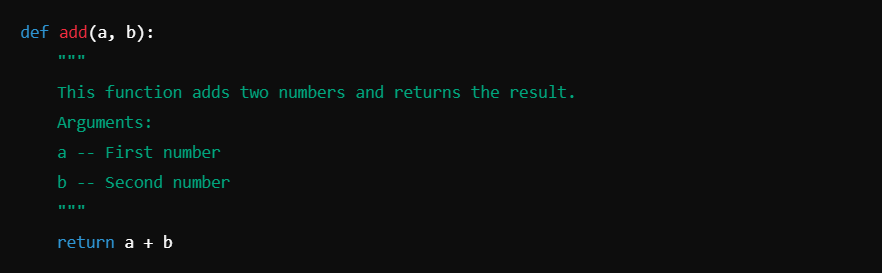 def add(a, b):
    """
    This function adds two numbers and returns the result.
    Arguments:
    a -- First number
    b -- Second number
    """
    return a + b